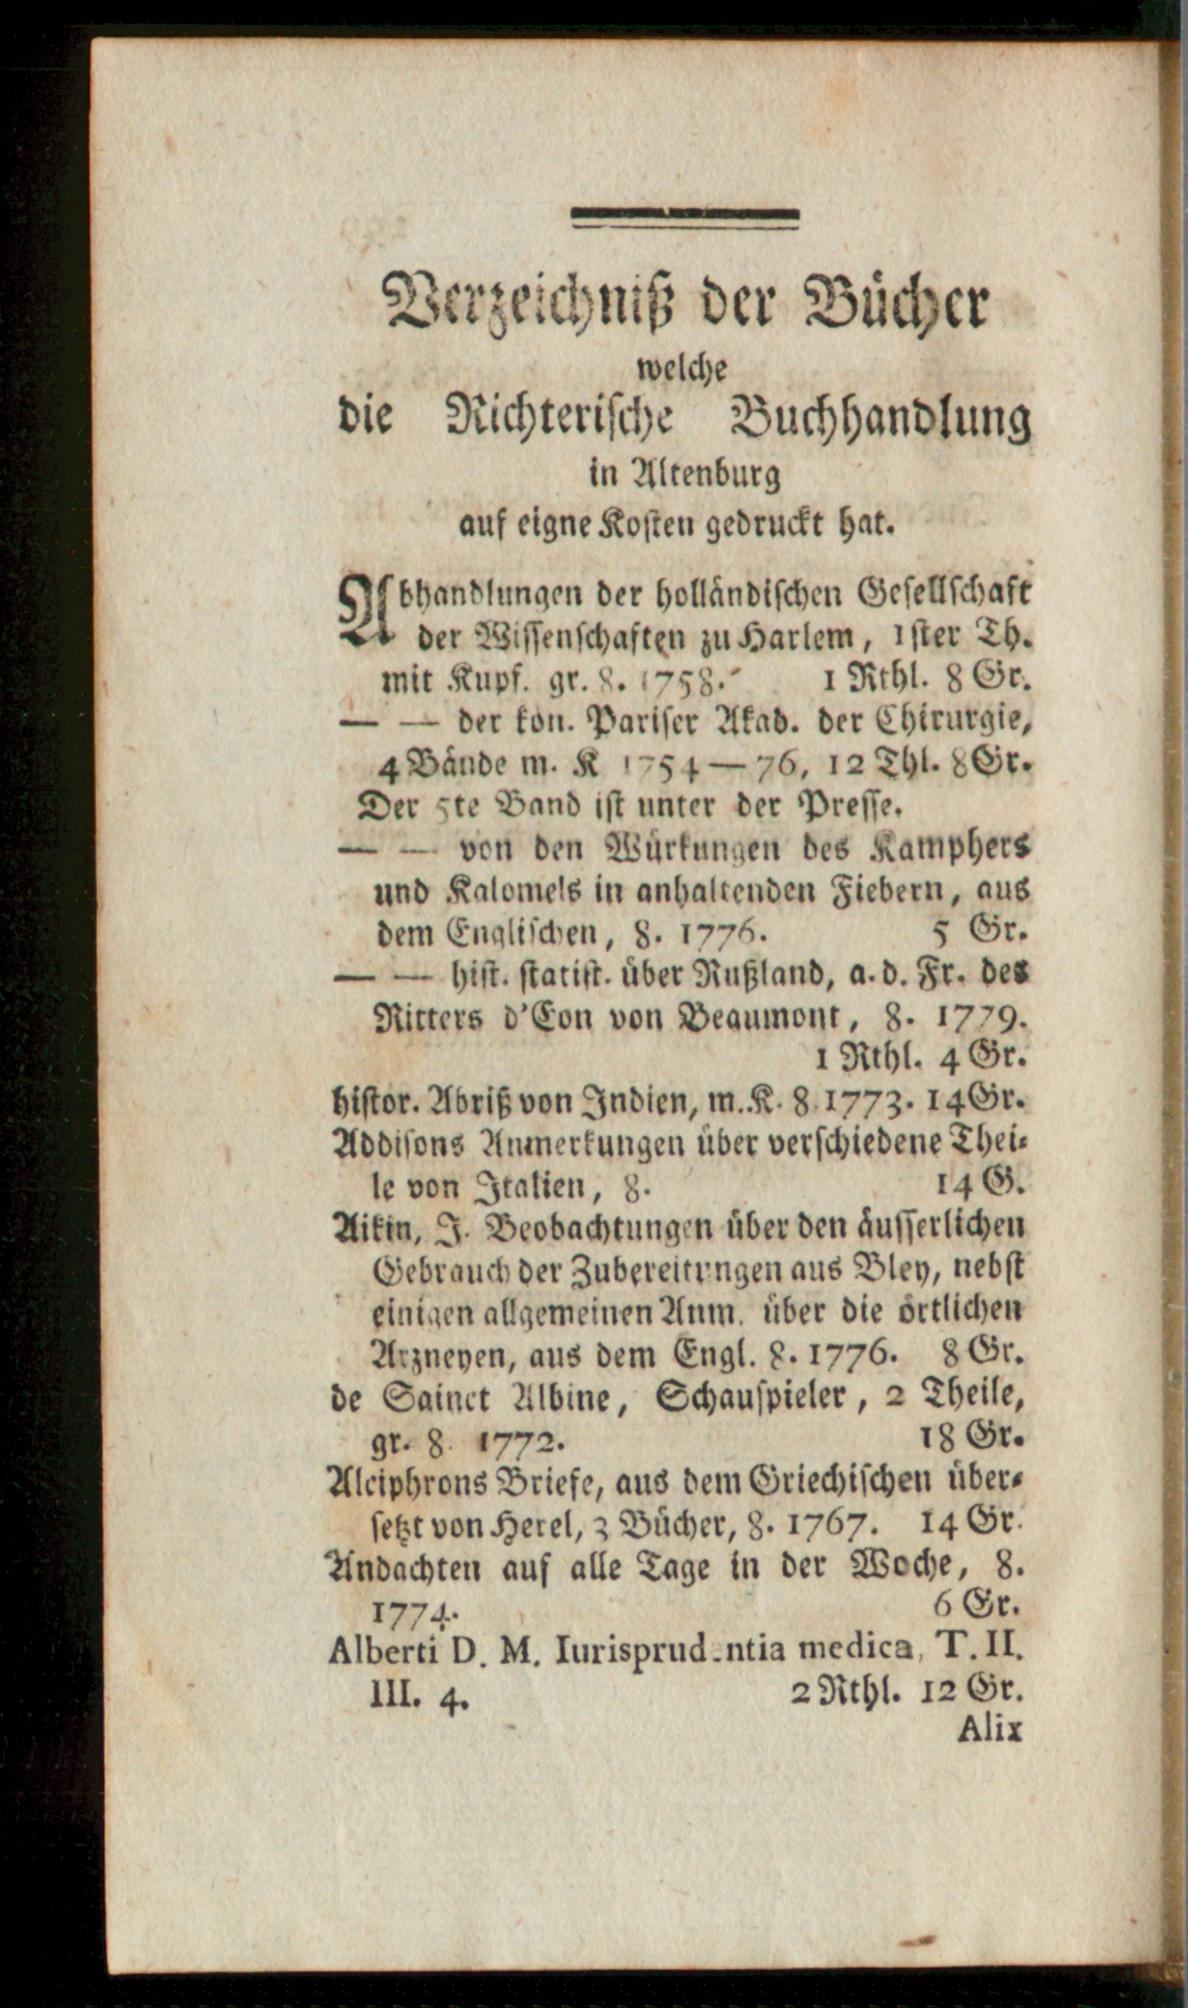 Verzeichniß der Bücher
welche
die Richterische Buchhandlung
in Altenburg
auf eigne Kosten gedruckt hat.
Abhandlungen der holländischen Gesellschaft
der Wissenschaften zu Harlem, 1ster Th.
mit Kupf. gr. 8. 1758. 1 Rthl. 8 Gr.
— — der kön. Pariser Akad. der Chirurgie,
4 Bände m. K 1754—76, 12 Thl. 8 Gr.
Der 5te Band ist unter der Presse.
— — von den Würkungen des Kamphers
und Kalomels in anhaltenden Fiebern, aus
dem Englischen, 8. 1776. 5 Gr.
— — hist. statist. über Rußland, a. d. Fr. des
Ritters d'Eon von Beaumont, 8. 1779.
1 Rthl. 4 Gr.
histor. Abriß von Indien, m. K. 8. 1773. 14 Gr.
Addisons Anmerkungen über verschiedene Thei-
le von Italien, 8. 14 G.
Aikin, J. Beobachtungen über den äusserlichen
Gebrauch der Zubereitungen aus Bley, nebst
einigen allgemeinen Anm. über die örtlichen
Arzneyen, aus dem Engl. 8. 1776. 8 Gr.
de Sainct Albine, Schauspieler, 2 Theile,
gr. 8. 1772. 18 Gr.
Alciphrons Briefe, aus dem Griechischen über-
setzt von Herel, 3 Bücher, 8. 1767. 14 Gr.
Andachten auf alle Tage in der Woche, 8.
1774. 6 Gr.
Alberti D. M. Iurisprudentia medica, T. II.
III. 4. 2 Rthl. 12 Gr.
Alix